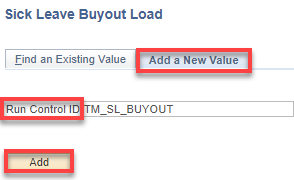 Sick Leave Buyout Load
Find an Existing Value Add a New Value
Run Control ID TM_SL_BUYOUT
Add